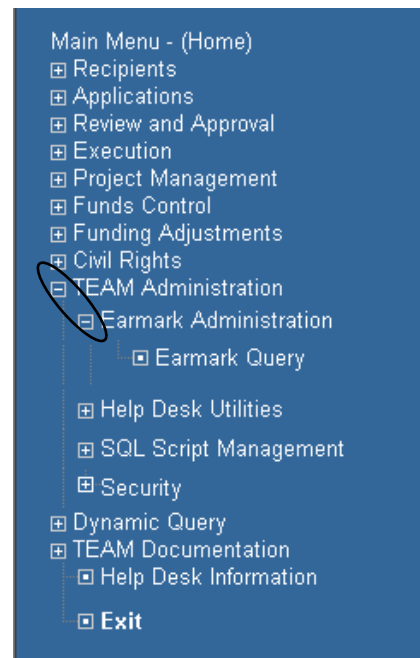 Main Menu - (Home)
Recipients
Applications
Review and Approval
Execution
Project Management
Funds Control
Funding Adjustments
Civil Rights
TEAM Administration
Earmark Administration
Earmark Query
Help Desk Utilities
SQL Script Management
Security
Dynamic Query
TEAM Documentation
Help Desk Information
Exit